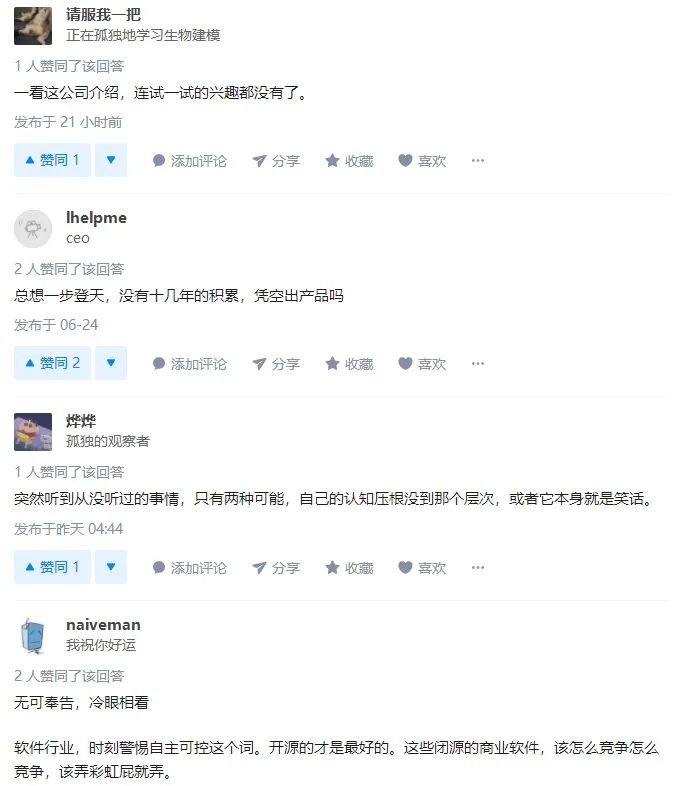 请服我一把
正在孤独地学习生物建模
1 人赞同了该回答
一看这公司介绍，连试一试的兴趣都没有了。
发布于 21 小时前
赞同 1 添加评论 分享 收藏 喜欢
lhelpme
ceo
2 人赞同了该回答
总想一步登天，没有十几年的积累，凭空出产品吗
发布于 06-24
赞同 2 添加评论 分享 收藏 喜欢
烨烨
孤独的观察者
1 人赞同了该回答
突然听到从没听过的事情，只有两种可能，自己的认知压根没到那个层次，或者它本身就是笑话。
发布于昨天 04:44
赞同 1 添加评论 分享 收藏 喜欢
naiveman
我祝你好运
2 人赞同了该回答
无可奉告，冷眼相看
软件行业，时刻警惕自主可控这个词。开源的才是最好的。这些闭源的商业软件，该怎么竞争怎么
竞争，该弄彩虹屁就弄。